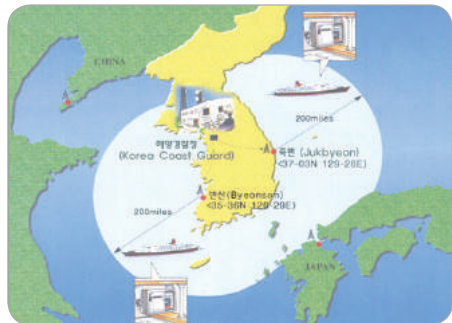 CHINA
A
200miles
해양경찰청
(Korea Coast Guard)
죽변 (Jukbyeon)
<37-03N 129-26E>
A
변산(Byeonsan)
<35-36N 126-29E>
200miles
A
JAPAN